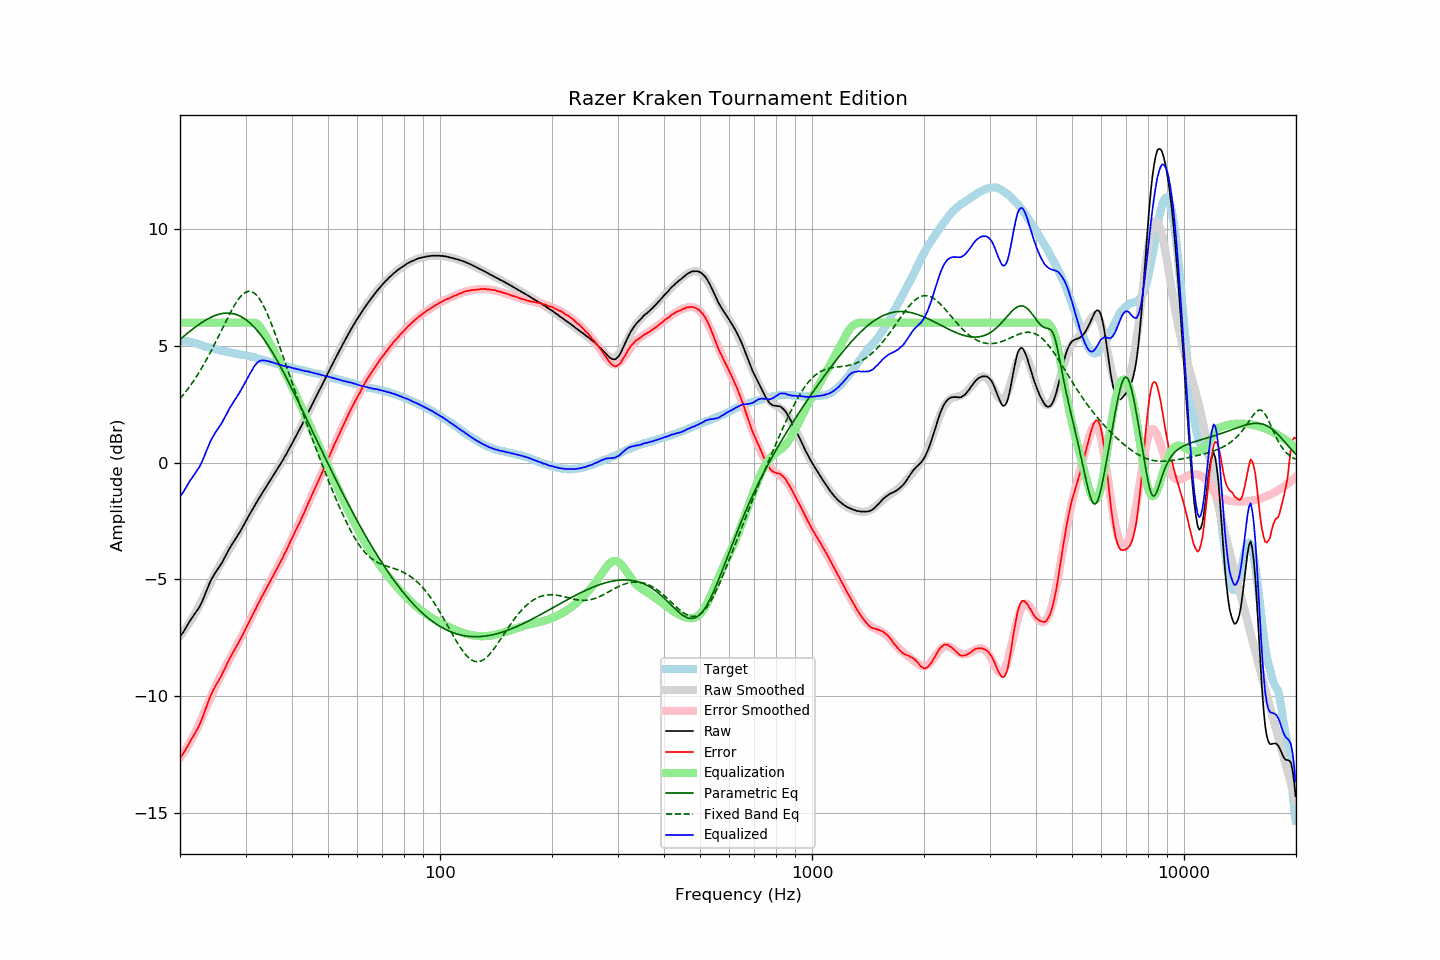 Razer Kraken Tournament Edition
Amplitude (dBr)
10
5
0
−5
−10
−15
Target
Raw Smoothed
Error Smoothed
Raw
Error
Equalization
Parametric Eq
Fixed Band Eq
Equalized
100
1000
10000
Frequency (Hz)